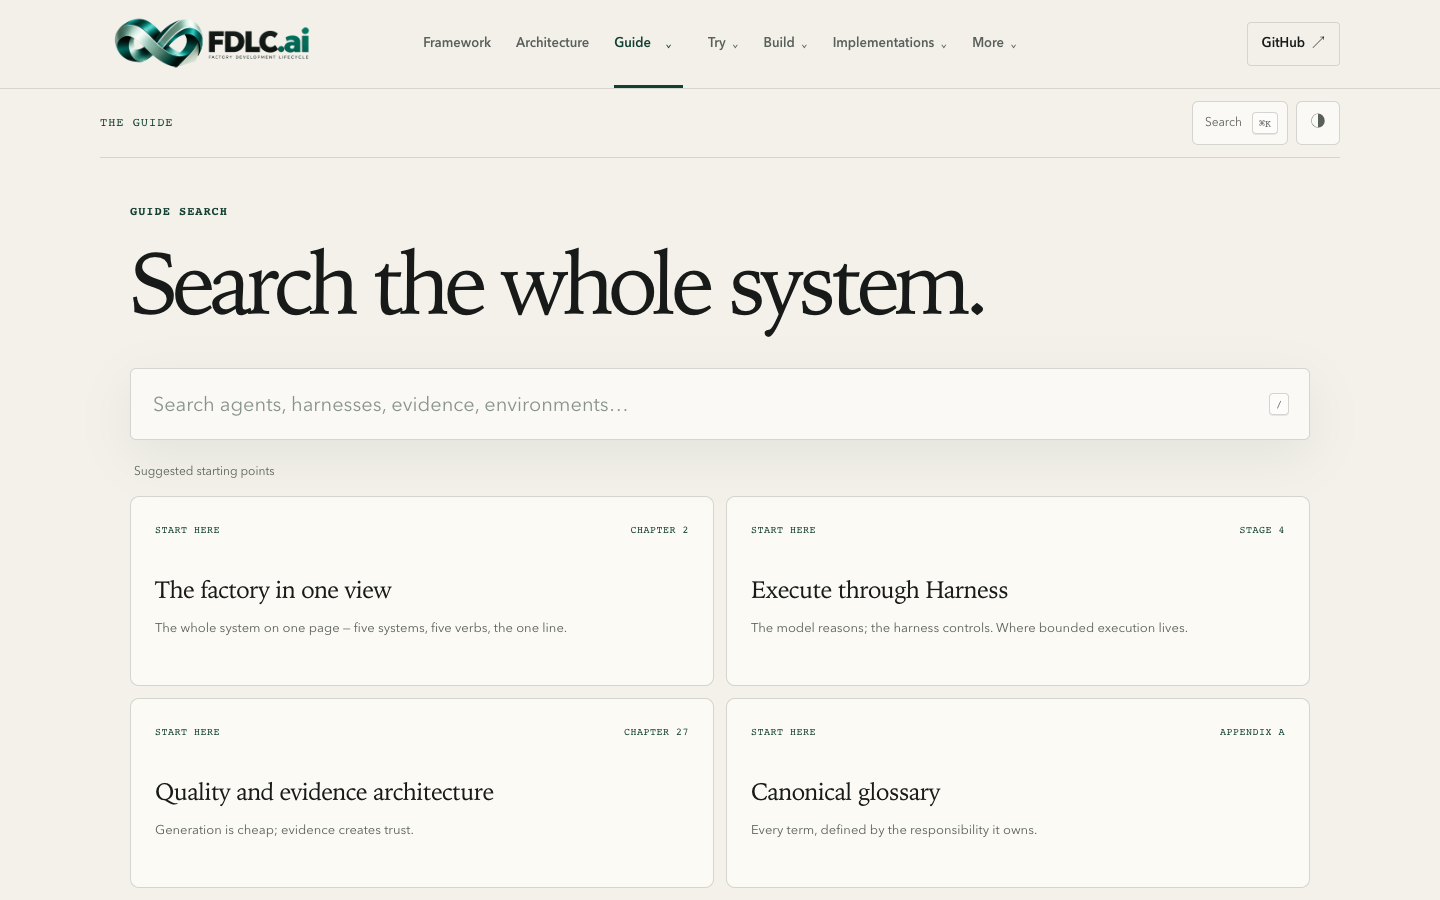 FDLC.ai
FACTORY DEVELOPMENT LIFECYCLE
Framework
Architecture
Guide
Try
Build
Implementations
More
GitHub ↗
THE GUIDE
Search ⌘K
GUIDE SEARCH
Search the whole system.
Search agents, harnesses, evidence, environments…
/
Suggested starting points
START HERE
CHAPTER 2
The factory in one view
The whole system on one page — five systems, five verbs, the one line.
START HERE
STAGE 4
Execute through Harness
The model reasons; the harness controls. Where bounded execution lives.
START HERE
CHAPTER 27
Quality and evidence architecture
Generation is cheap; evidence creates trust.
START HERE
APPENDIX A
Canonical glossary
Every term, defined by the responsibility it owns.